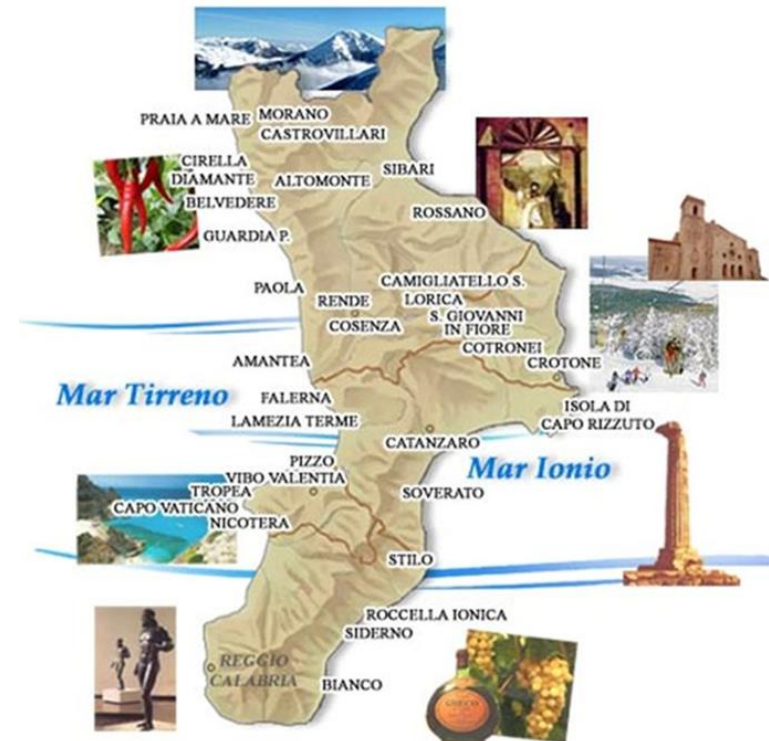 PRAIA A MARE
MORANO
CASTROVILLARI
CIRELLA
DIAMANTE
ALTOMONTE
SIBARI
BELVEDERE
ROSSANO
GUARDIA P.
PAOLA
CAMIGLIATELLO S.
RENDE
LORICA
COSENZA
S. GIOVANNI
IN FIORE
COTRONEI
AMANTEA
CROTONE
Mar Tirreno
FALERNA
ISOLA DI
CAPO RIZZUTO
LAMEZIA TERME
CATANZARO
PIZZO
Mar Ionio
VIBO VALENTIA
TROPEA
SOVERATO
CAPO VATICANO
NICOTERA
STILO
ROCCELLA IONICA
SIDERNO
REGGIO
CALABRIA
BIANCO